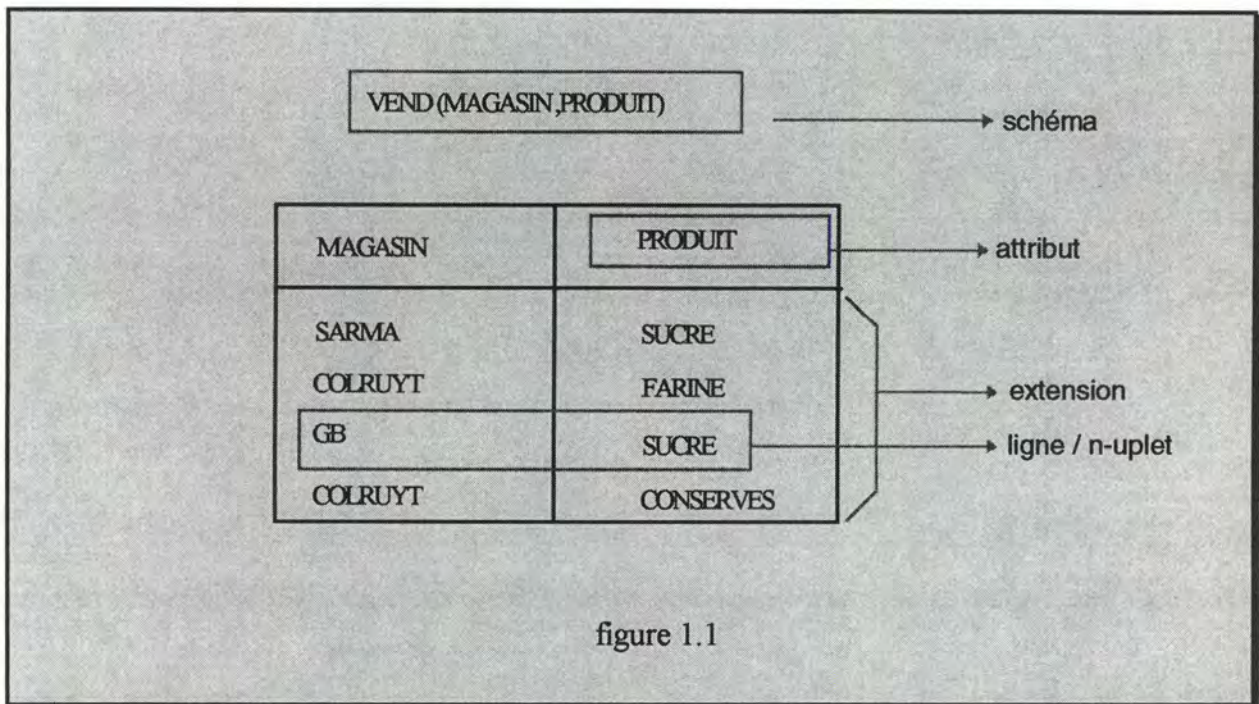 VEND (MAGASIN,PRODUIT)
schéma
MAGASIN PRODUIT
attribut
SARMA SUCRE
COLRUYT FARINE
extension
GB SUCRE
ligne / n-uplet
COLRUYT CONSERVES
figure 1.1